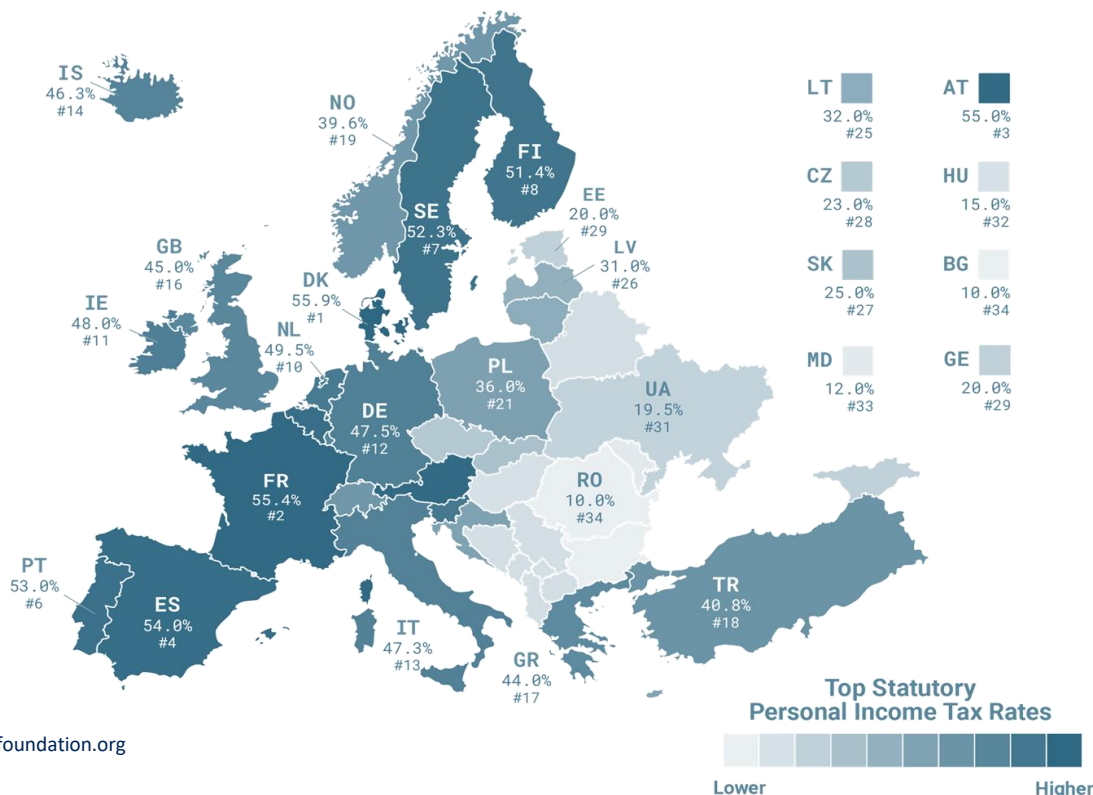 IS
46.3%
#14
NO
39.6%
#19
FI
51.4%
#8
SE
52.3%
#7
EE
20.0%
#29
LV
31.0%
#26
GB
45.0%
#16
IE
48.0%
#11
DK
55.9%
#1
NL
49.5%
#10
DE
47.5%
#12
PL
36.0%
#21
UA
19.5%
#31
FR
55.4%
#2
RO
10.0%
#34
PT
53.0%
#6
ES
54.0%
#4
IT
47.3%
#13
GR
44.0%
#17
TR
40.8%
#18
LT
32.0%
#25
AT
55.0%
#3
CZ
23.0%
#28
HU
15.0%
#32
SK
25.0%
#27
BG
10.0%
#34
MD
12.0%
#33
GE
20.0%
#29
Top Statutory
Personal Income Tax Rates
Lower
Higher
foundation.org